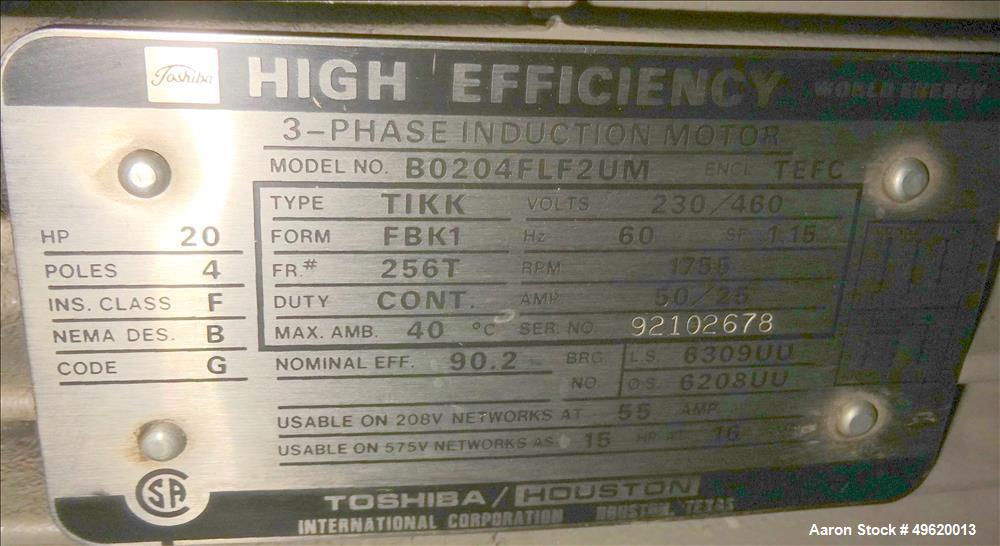 Toshiba HIGH EFFICIENCY WORLD ENERGY
3-PHASE INDUCTION MOTOR
MODEL NO. B0204FLF2UM ENCL TEFC
TYPE TIKK VOLTS 230/460
HP 20 FORM FBK1 Hz 60 SF 1.15
POLES 4 FR.# 256T RPM 1755
INS. CLASS F DUTY CONT. AMP 50/25
NEMA DES. B MAX. AMB. 40 °C SER. NO. 92102678
CODE G NOMINAL EFF. 90.2 BRG L.S. 6309UU
NO. O.S. 6208UU
USABLE ON 208V NETWORKS AT 55 AMP
USABLE ON 575V NETWORKS AS 15 HP AT 16
SA
TOSHIBA/HOUSTON
INTERNATIONAL CORPORATION HOUSTON, TEXAS
Aaron Stock # 49620013